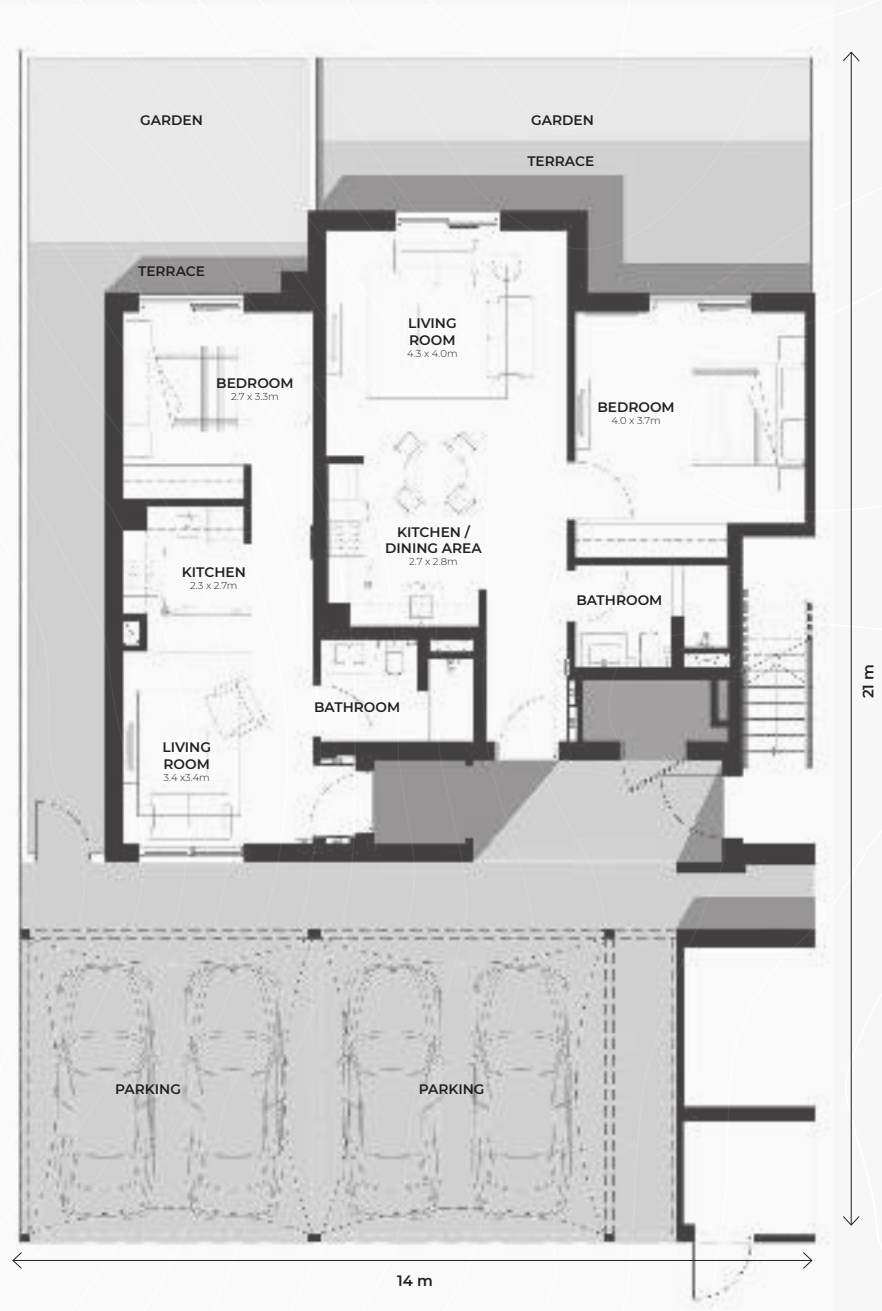 GARDEN
GARDEN
TERRACE
TERRACE
LIVING
ROOM
4.3 x 4.0m
BEDROOM
2.7 x 3.3m
BEDROOM
4.0 x 3.7m
KITCHEN /
DINING AREA
2.7 x 2.8m
KITCHEN
2.3 x 2.7m
BATHROOM
21 m
BATHROOM
LIVING
ROOM
3.4 x3.4m
PARKING
PARKING
14 m